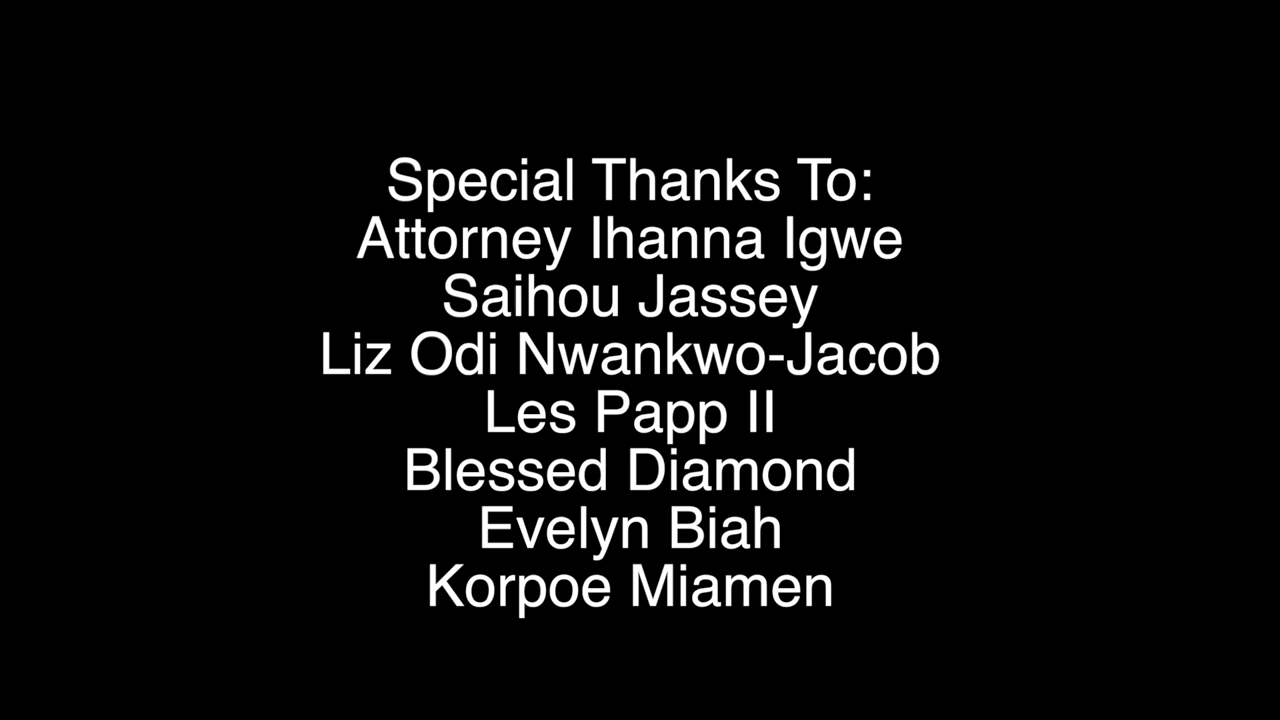 Special Thanks To:
Attorney Ihanna Igwe
Saihou Jassey
Liz Odi Nwankwo-Jacob
Les Papp II
Blessed Diamond
Evelyn Biah
Korpoe Miamen